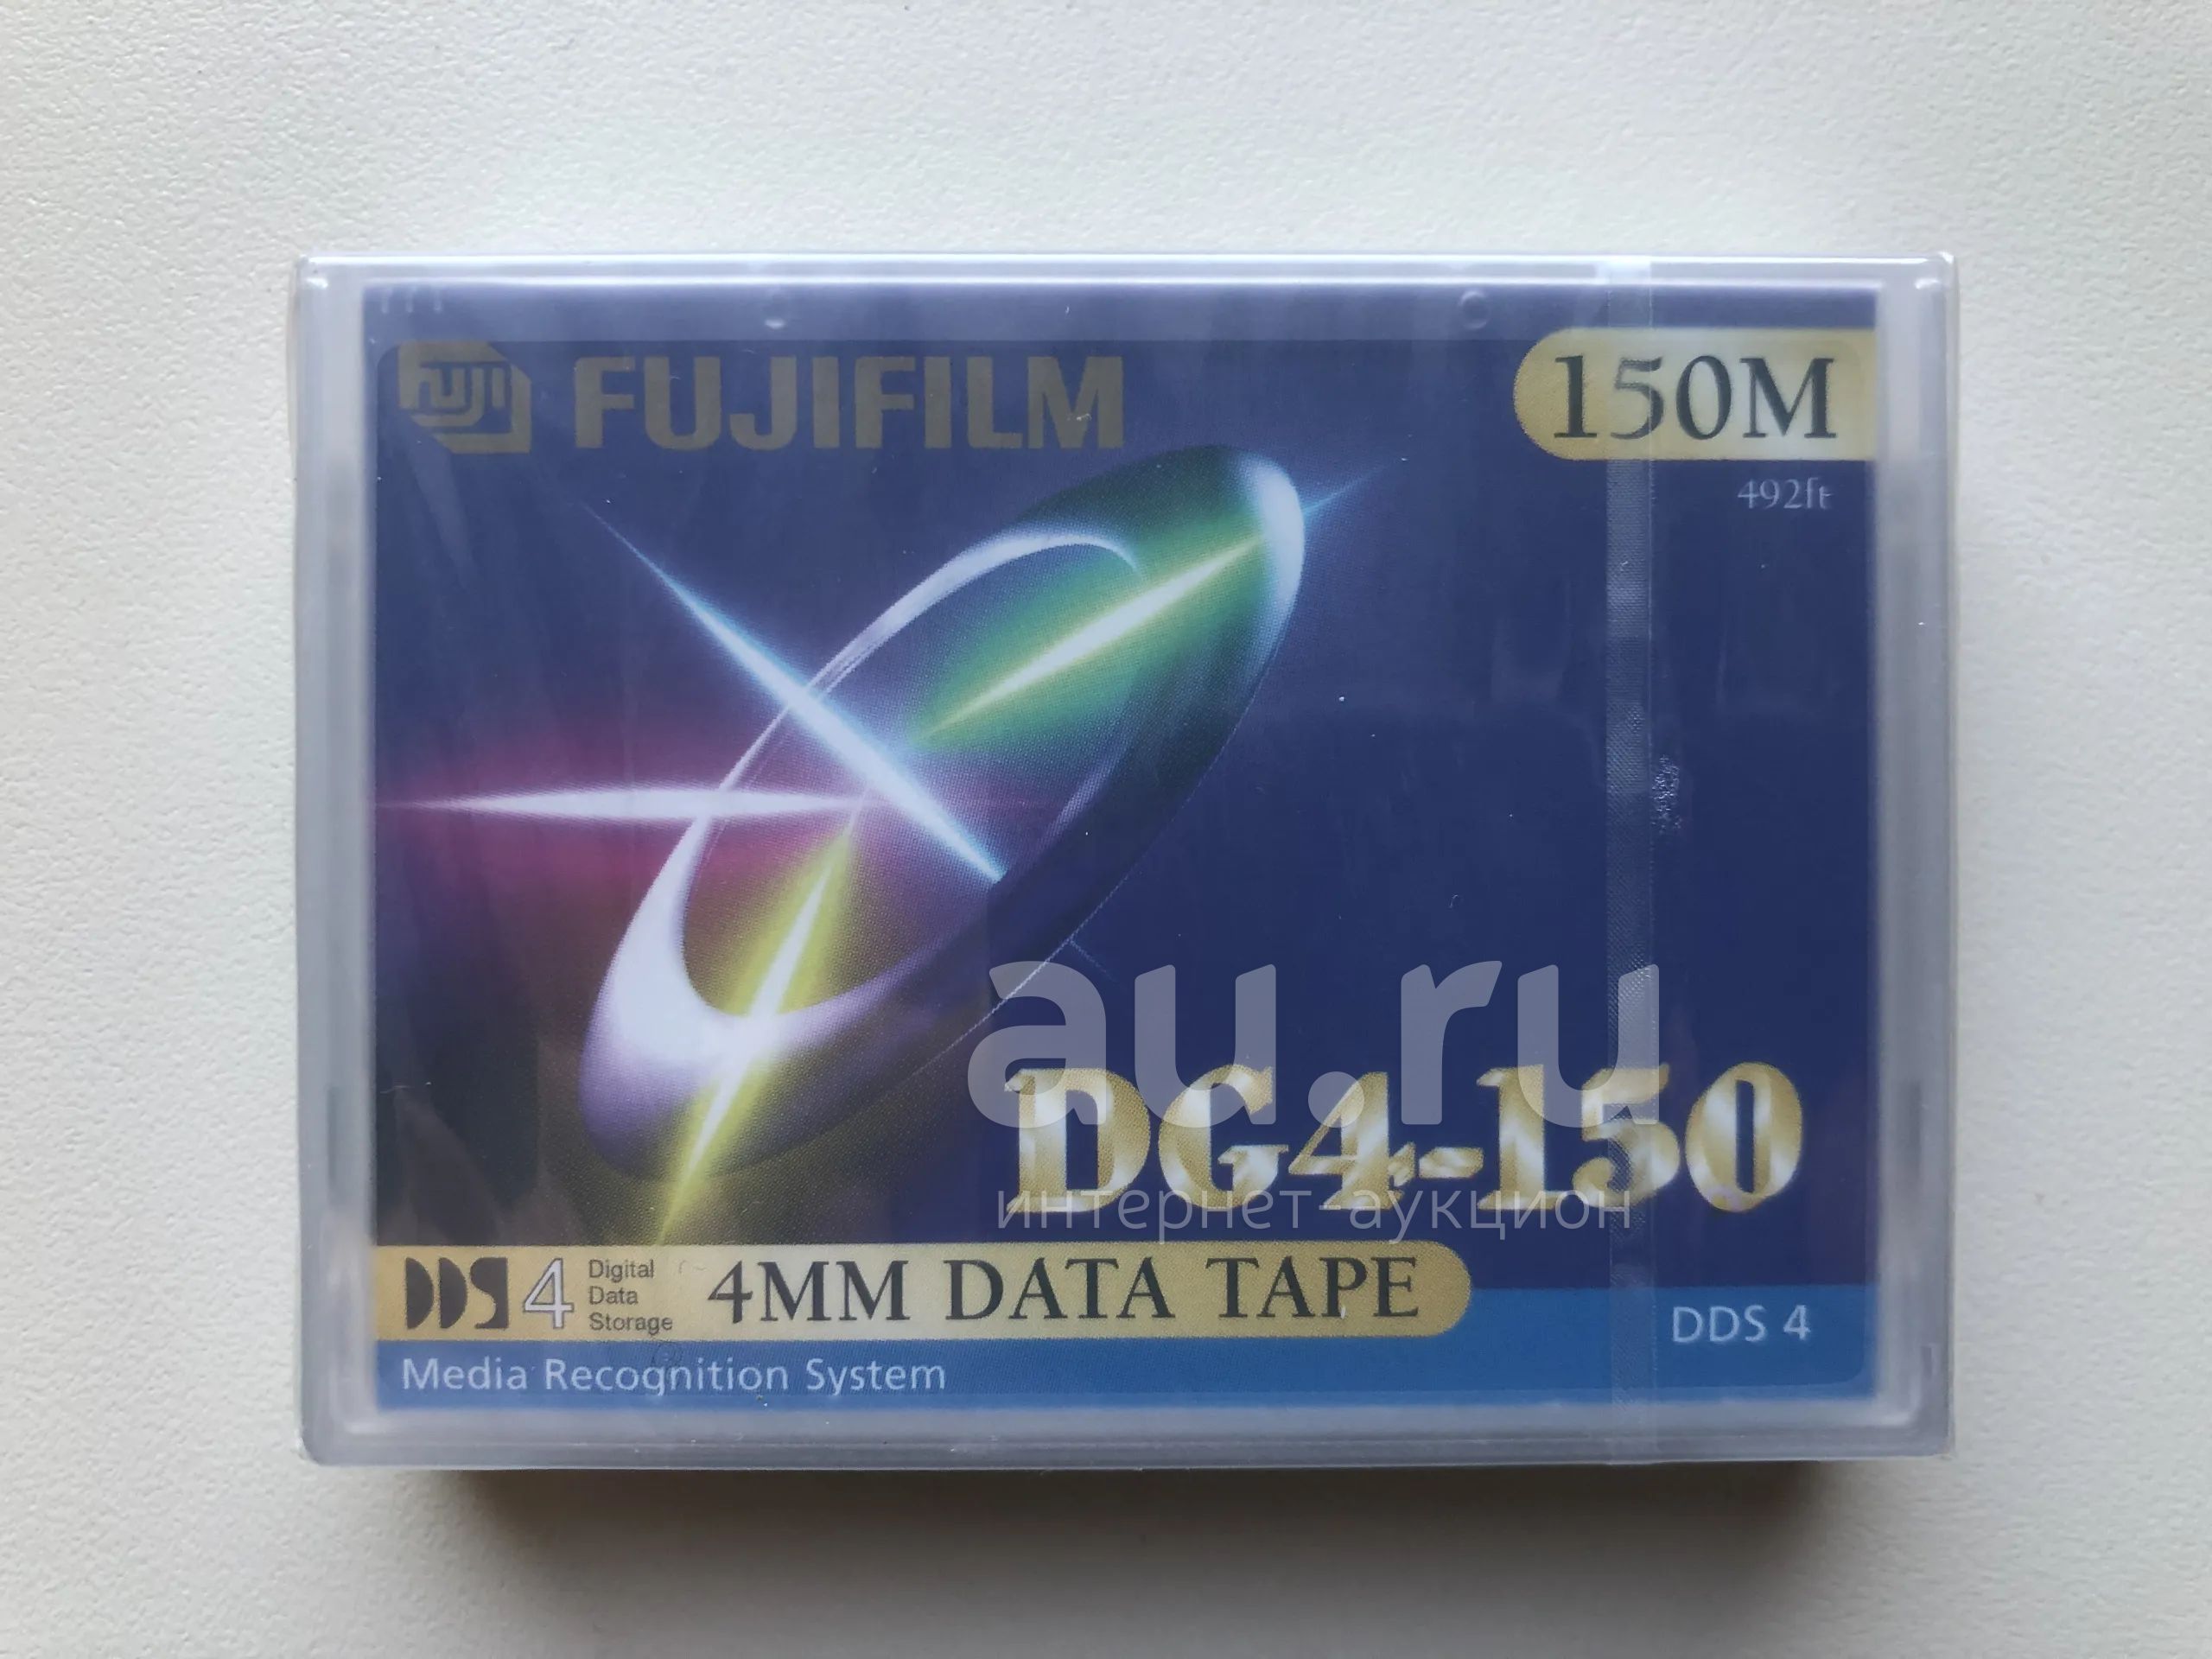 FUJI FUJIFILM
150M
492ft
au.ru
DG4-150
интернет-аукцион
DDS 4 Digital Data Storage 4MM DATA TAPE
DDS 4
Media Recognition System